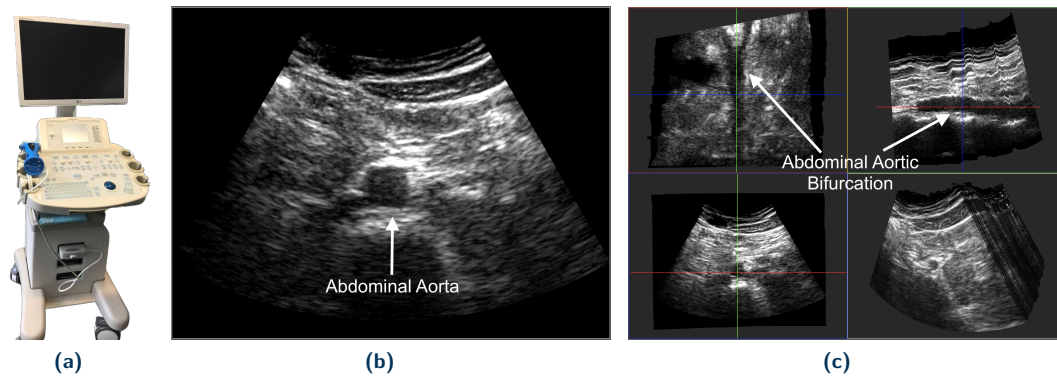 Abdominal Aorta
Abdominal Aortic
Bifurcation
(a)
(b)
(c)